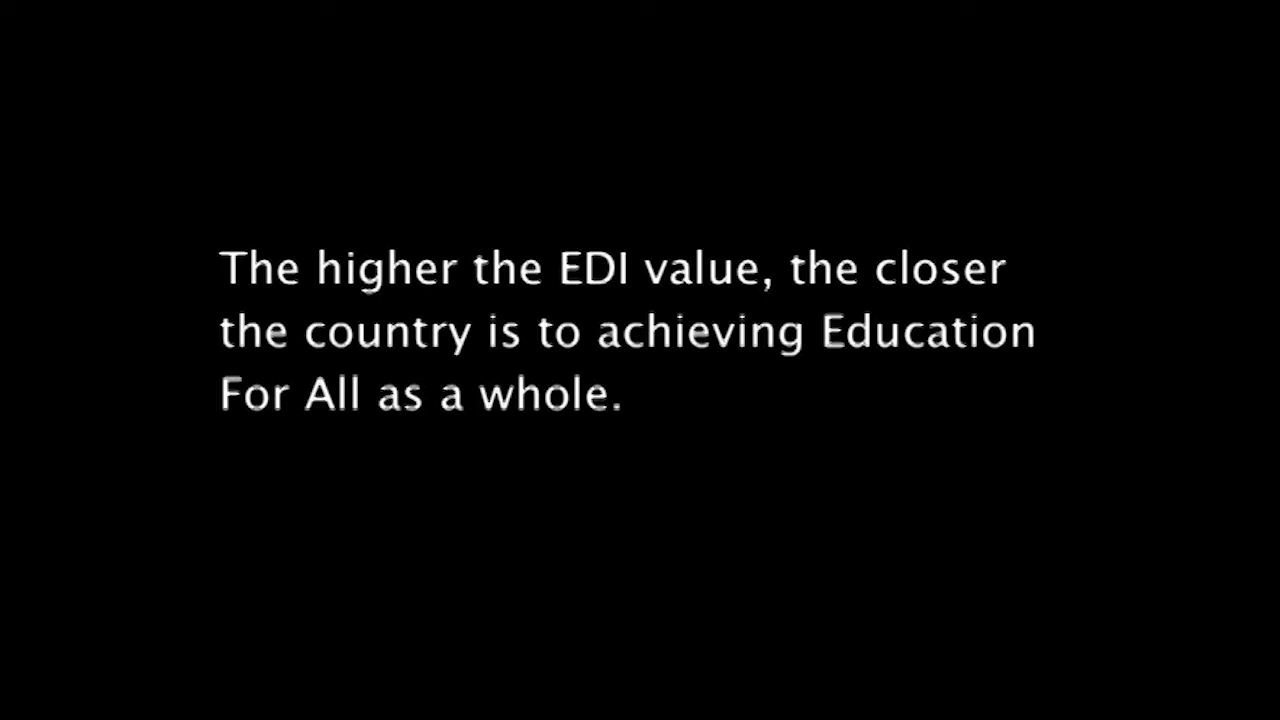 The higher the EDI value, the closer
the country is to achieving Education
For All as a whole.